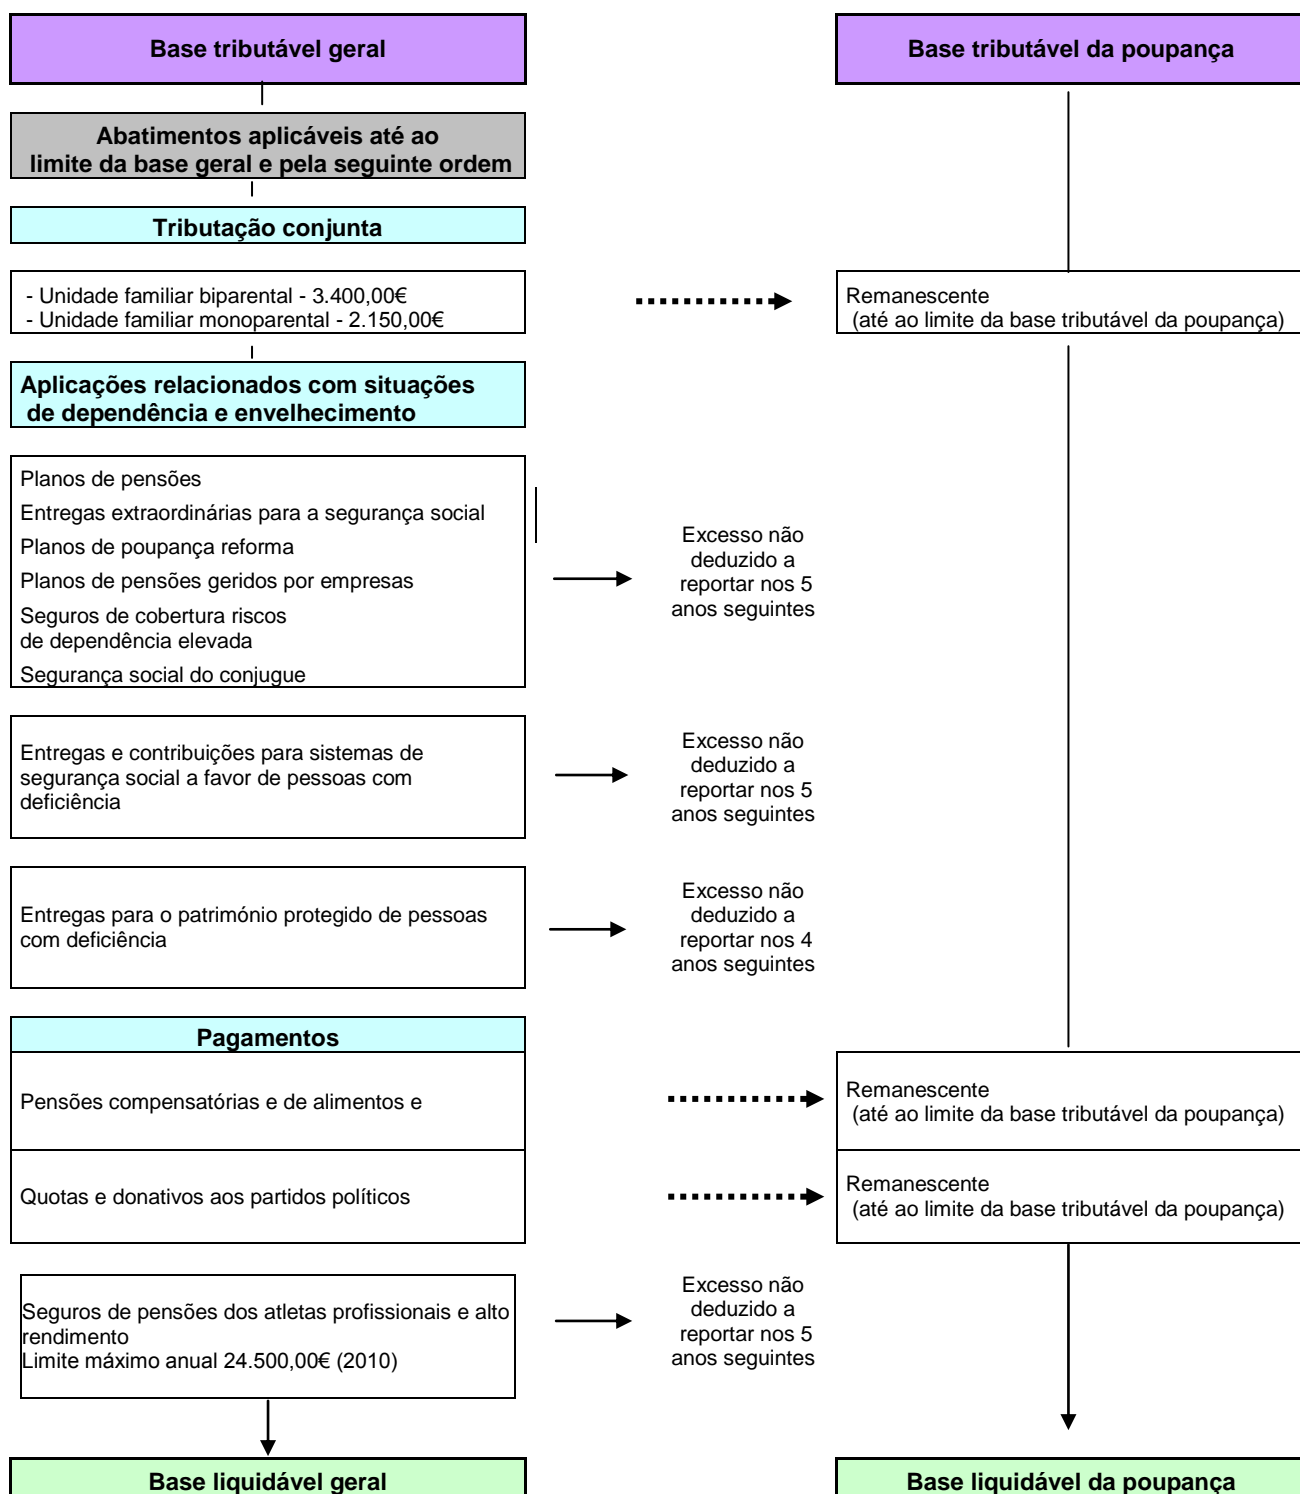 Base tributável geral
Base tributável da poupança
Abatimentos aplicáveis até ao
limite da base geral e pela seguinte ordem
Tributação conjunta
- Unidade familiar biparental - 3.400,00€
- Unidade familiar monoparental - 2.150,00€
Remanescente
(até ao limite da base tributável da poupança)
Aplicações relacionados com situações
de dependência e envelhecimento
Planos de pensões
Entregas extraordinárias para a segurança social
Planos de poupança reforma
Planos de pensões geridos por empresas
Seguros de cobertura riscos
de dependência elevada
Segurança social do conjugue
Excesso não
deduzido a
reportar nos 5
anos seguintes
Entregas e contribuições para sistemas de
segurança social a favor de pessoas com
deficiência
Excesso não
deduzido a
reportar nos 5
anos seguintes
Entregas para o património protegido de pessoas
com deficiência
Excesso não
deduzido a
reportar nos 4
anos seguintes
Pagamentos
Pensões compensatórias e de alimentos e
Remanescente
(até ao limite da base tributável da poupança)
Quotas e donativos aos partidos políticos
Remanescente
(até ao limite da base tributável da poupança)
Seguros de pensões dos atletas profissionais e alto
rendimento
Limite máximo anual 24.500,00€ (2010)
Excesso não
deduzido a
reportar nos 5
anos seguintes
Base liquidável geral
Base liquidável da poupança